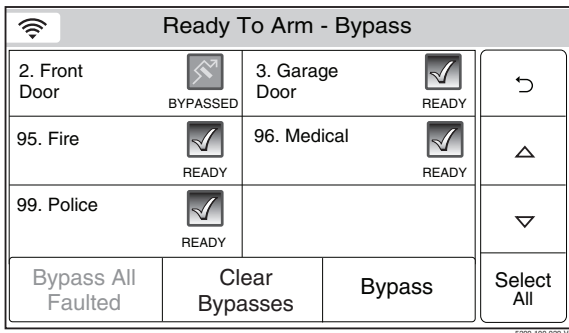 Ready To Arm - Bypass
2. Front
Door
BYPASSED
3. Garage
Door
READY
95. Fire
READY
96. Medical
READY
99. Police
READY
Bypass All
Faulted
Clear
Bypasses
Bypass
Select
All